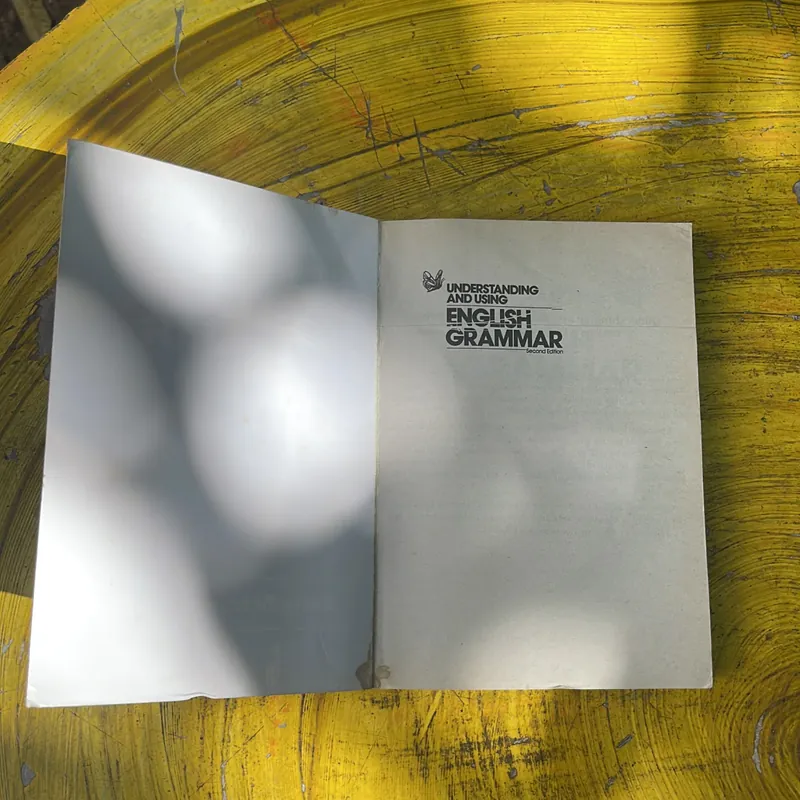 UNDERSTANDING
AND USING
ENGLISH
GRAMMAR
Second Edition